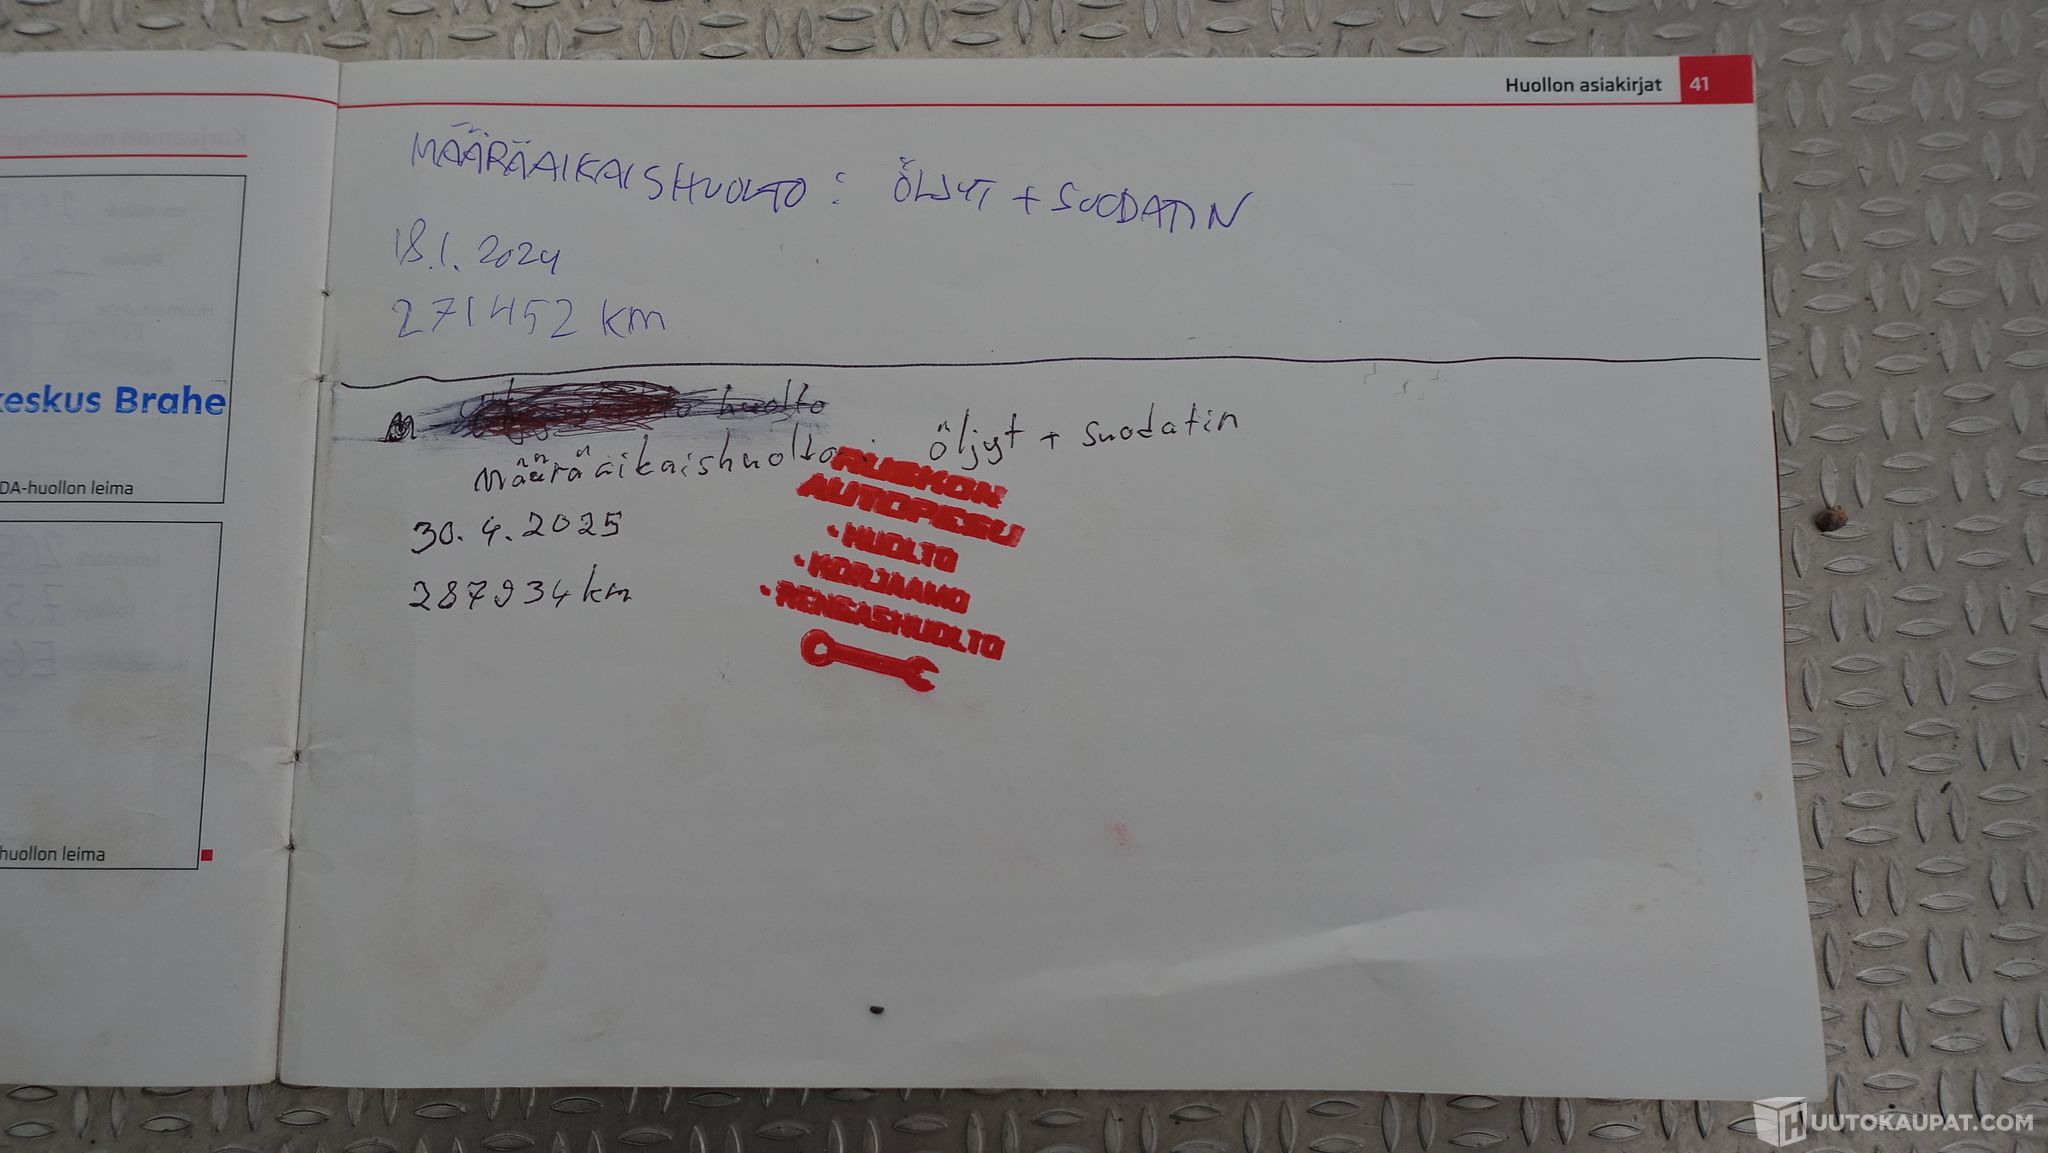 Huollon asiakirjat 41
MÄÄRÄAIKAISHUOLTO: ÖLJYT + SUODATIN
18.1.2024
271452 km
huolto
Määräaikaishuolto: öljyt + suodatin
30.4.2025
287934 km
RUSKON
AUTOPESU
• HUOLTO
• KORJAAMO
• RENGASHUOLTO
keskus Brahe
DA-huollon leima
huollon leima
HUUTOKAUPAT.COM